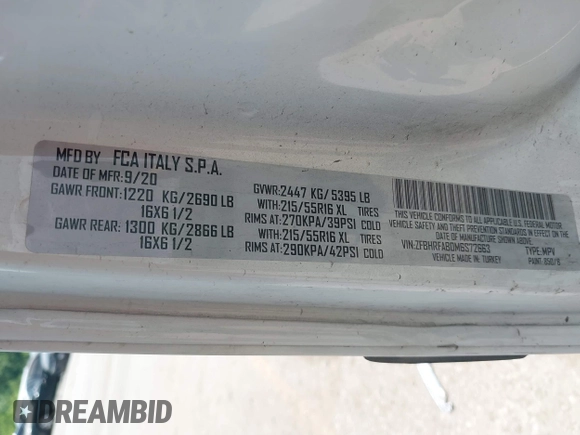 MFD BY FCA ITALY S.P.A.
DATE OF MFR: 9/20
GAWR FRONT: 1220 KG/2690 LB
16X6 1/2
GAWR REAR: 1300 KG/2866 LB
16X6 1/2
GVWR: 2447 KG/ 5395 LB
WITH: 215/55R16 XL TIRES
RIMS AT: 270KPA/39PSI COLD
WITH: 215/55R16 XL TIRES
RIMS AT: 290KPA/42PSI COLD
THIS VEHICLE CONFORMS TO ALL APPLICABLE U.S. FEDERAL MOTOR
VEHICLE SAFETY AND THEFT PREVENTION STANDARDS IN EFFECT ON THE
DATE OF MANUFACTURE SHOWN ABOVE
VIN: ZFBHRFAB0M6S72663 TYPE: MPV
VEHICLE MADE IN: TURKEY PAINT:
DREAMBID